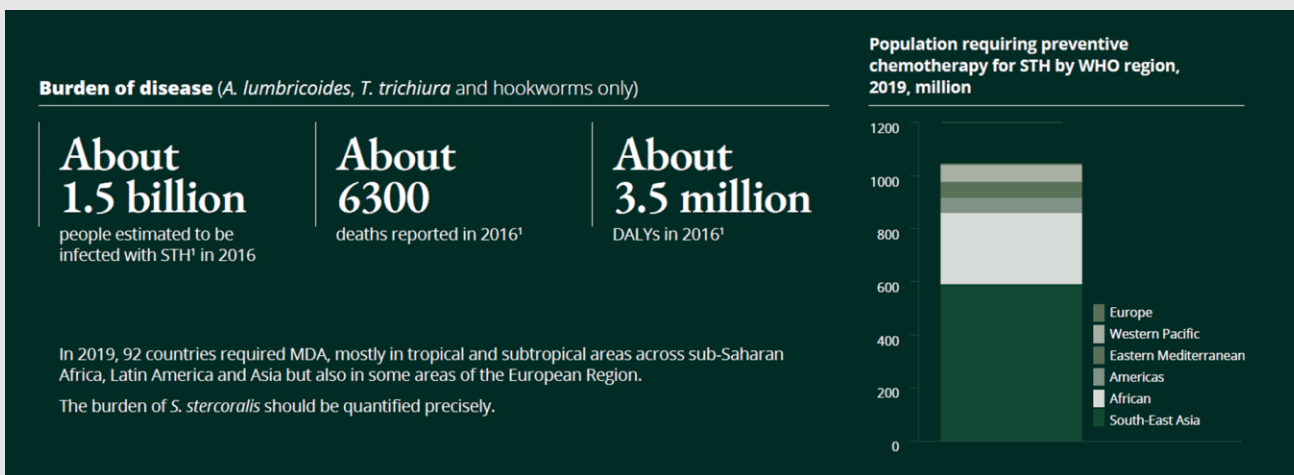 Burden of disease (A. lumbricoides, T. trichiura and hookworms only)
About
1.5 billion
people estimated to be
infected with STH¹ in 2016
About
6300
deaths reported in 2016¹
About
3.5 million
DALYs in 2016¹
In 2019, 92 countries required MDA, mostly in tropical and subtropical areas across sub-Saharan
Africa, Latin America and Asia but also in some areas of the European Region.
The burden of S. stercoralis should be quantified precisely.
Population requiring preventive
chemotherapy for STH by WHO region,
2019, million
1200
1000
800
600
400
200
0
Europe
Western Pacific
Eastern Mediterranean
Americas
African
South-East Asia